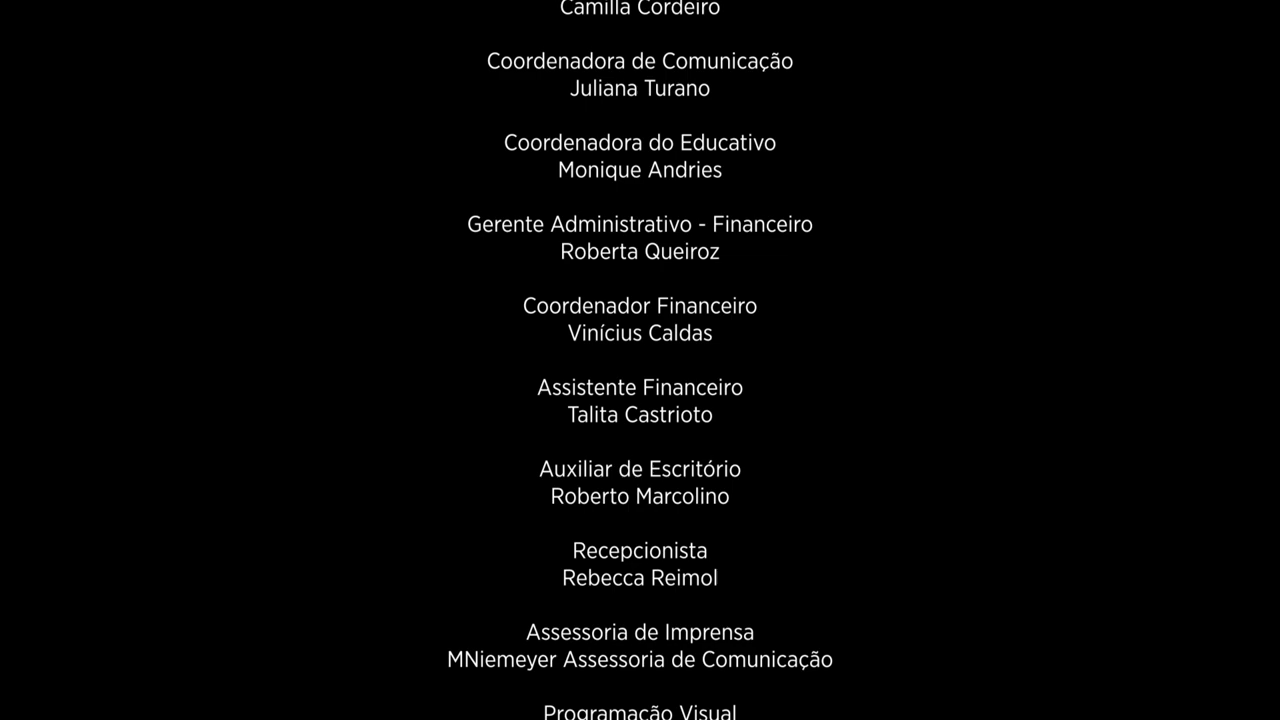 Camilla Cordeiro
Coordenadora de Comunicação
Juliana Turano
Coordenadora do Educativo
Monique Andries
Gerente Administrativo - Financeiro
Roberta Queiroz
Coordenador Financeiro
Vinícius Caldas
Assistente Financeiro
Talita Castrioto
Auxiliar de Escritório
Roberto Marcolino
Recepcionista
Rebecca Reimol
Assessoria de Imprensa
MNiemeyer Assessoria de Comunicação
Programação Visual